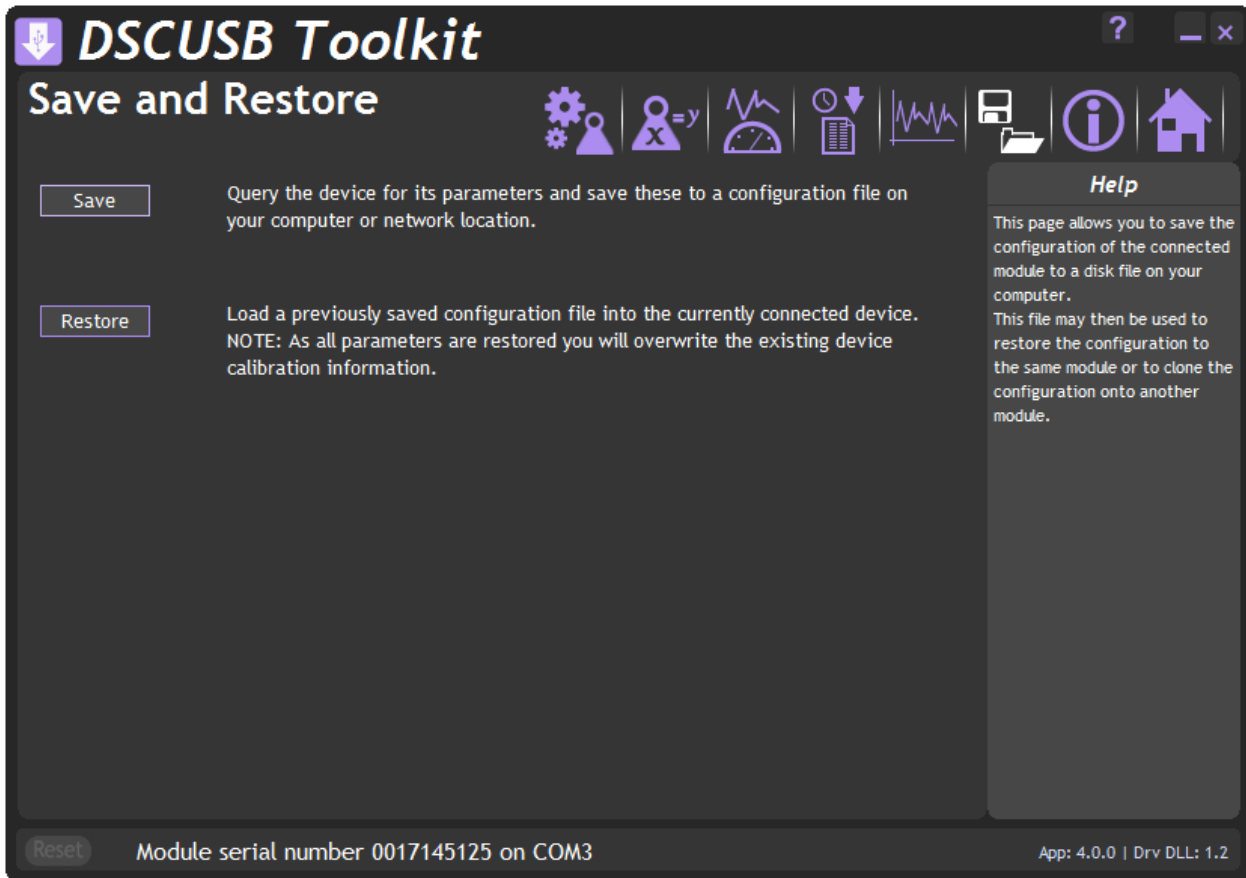 DSCUSB Toolkit
?
Save and Restore
x=y
Save
Query the device for its parameters and save these to a configuration file on
your computer or network location.
Restore
Load a previously saved configuration file into the currently connected device.
NOTE: As all parameters are restored you will overwrite the existing device
calibration information.
Help
This page allows you to save the
configuration of the connected
module to a disk file on your
computer.
This file may then be used to
restore the configuration to
the same module or to clone the
configuration onto another
module.
Reset
Module serial number 0017145125 on COM3
App: 4.0.0 | Drv DLL: 1.2